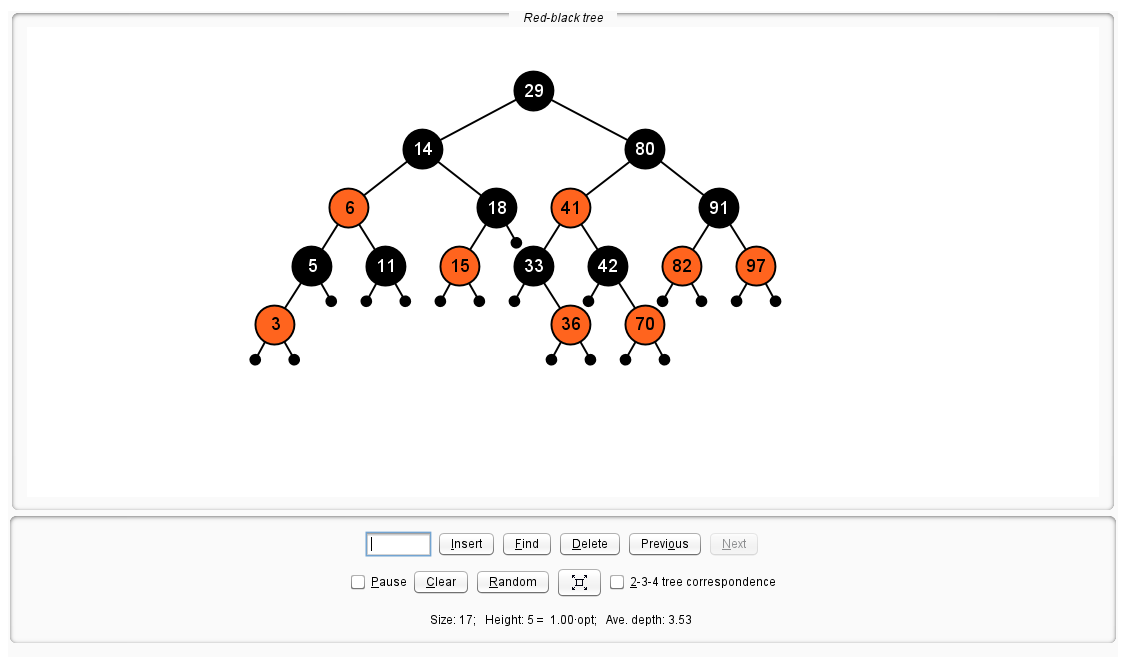 Red-black tree
29
14 80
6 18 41 91
5 11 15 33 42 82 97
3 36 70
Insert Find Delete Previous Next
Pause Clear Random 2-3-4 tree correspondence
Size: 17; Height: 5 = 1.00·opt; Ave. depth: 3.53